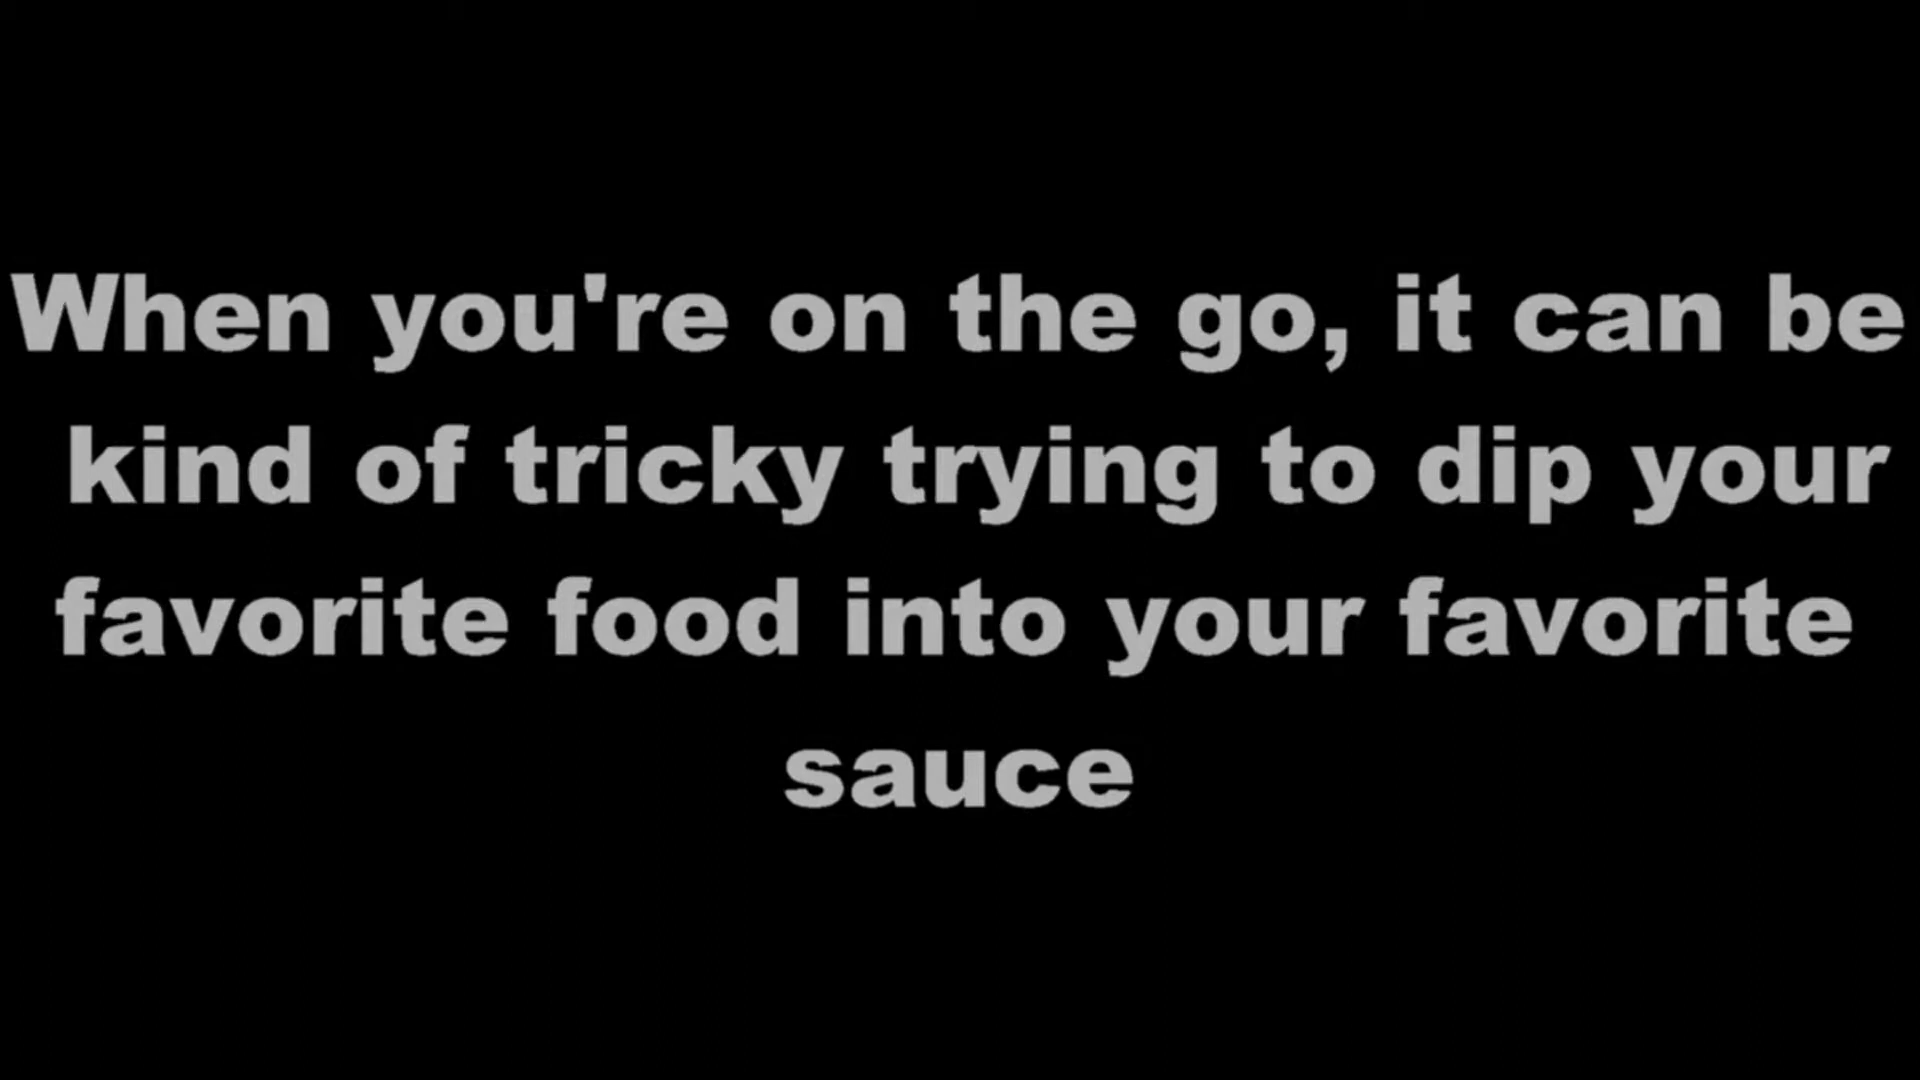 When you're on the go, it can be
kind of tricky trying to dip your
favorite food into your favorite
sauce